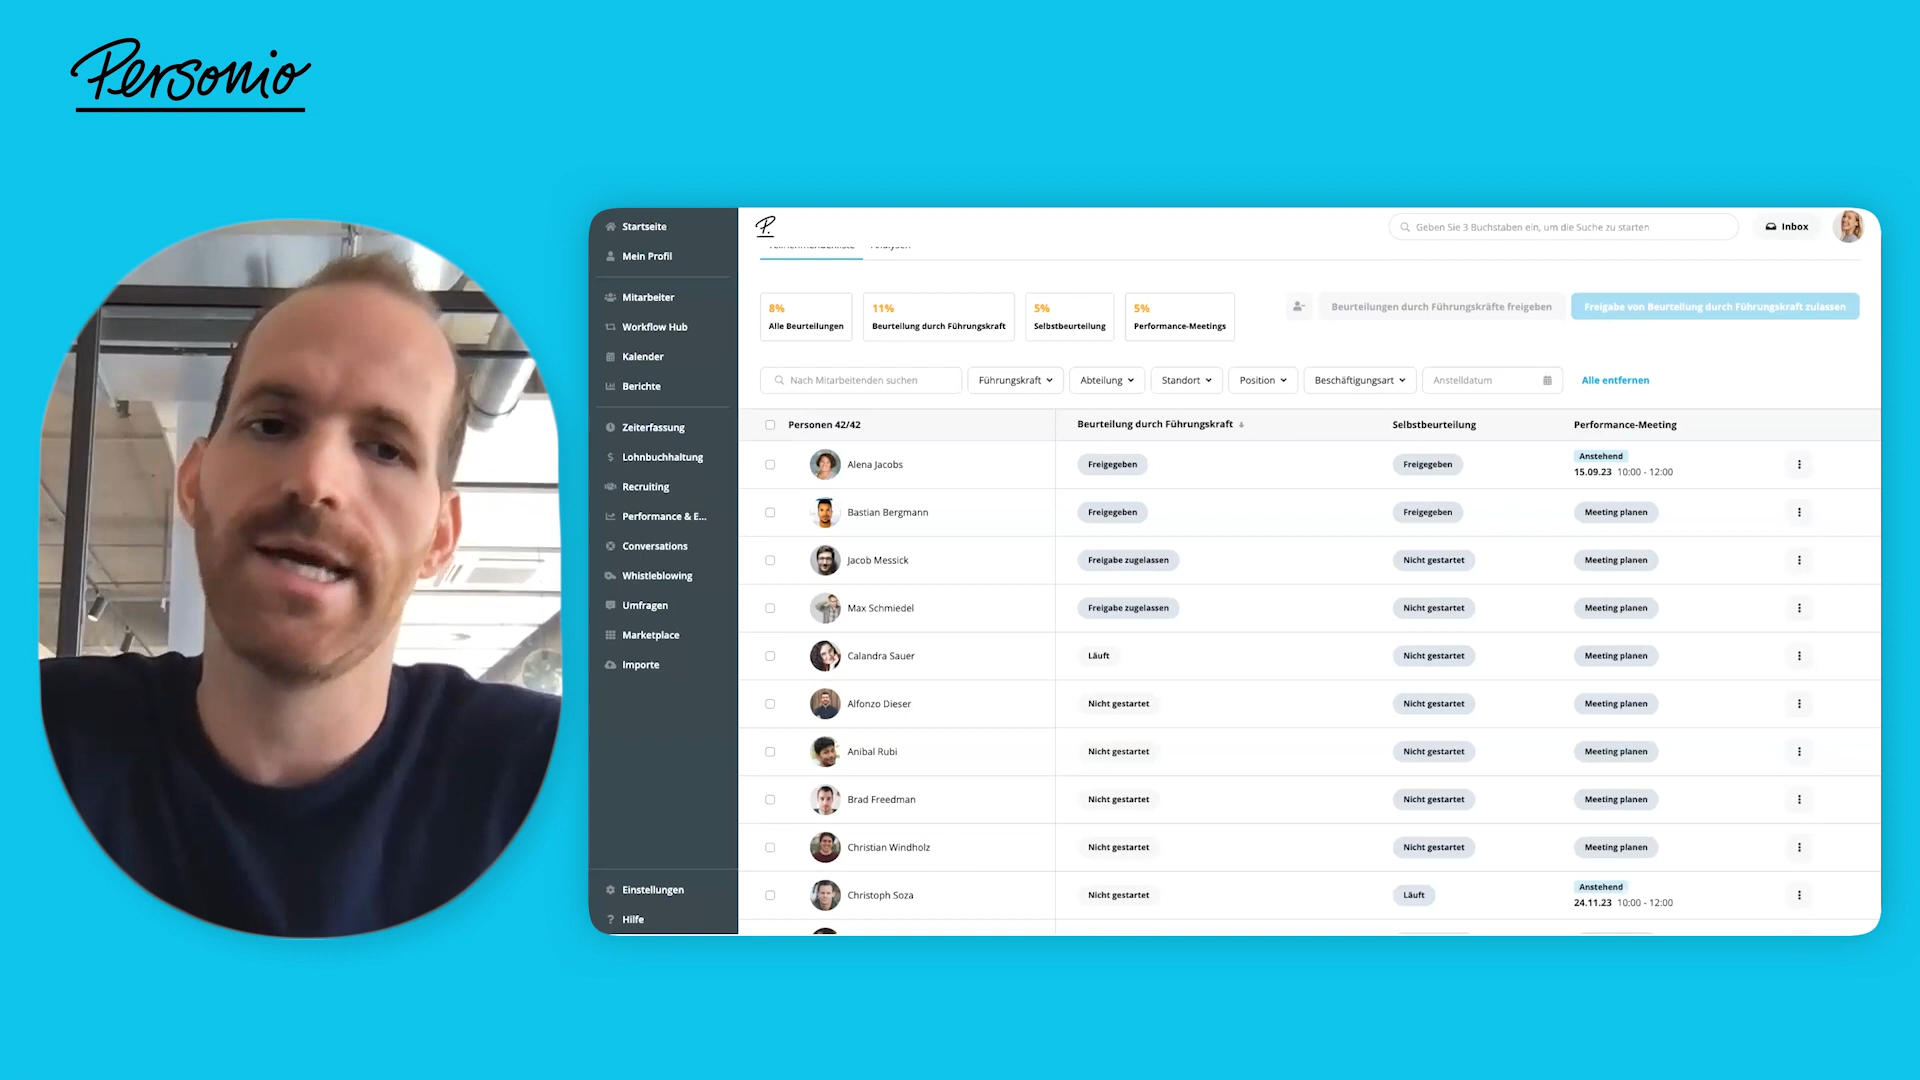 Personio
Startseite
Mein Profil
Mitarbeiter
Workflow Hub
Kalender
Berichte
Zeiterfassung
Lohnbuchhaltung
Recruiting
Performance & E...
Conversations
Whistleblowing
Umfragen
Marketplace
Importe
Einstellungen
Hilfe
P.
Geben Sie 3 Buchstaben ein, um die Suche zu starten
Inbox
8%
Alle Beurteilungen
11%
Beurteilung durch Führungskraft
5%
Selbstbeurteilung
5%
Performance-Meetings
Beurteilungen durch Führungskräfte freigeben
Freigabe von Beurteilung durch Führungskraft zulassen
Nach Mitarbeitenden suchen
Führungskraft
Abteilung
Standort
Position
Beschäftigungsart
Anstelldatum
Alle entfernen
Personen 42/42 Beurteilung durch Führungskraft Selbstbeurteilung Performance-Meeting
Alena Jacobs Freigegeben Freigegeben Anstehend
15.09.23 10:00 - 12:00
Bastian Bergmann Freigegeben Freigegeben Meeting planen
Jacob Messick Freigabe zugelassen Nicht gestartet Meeting planen
Max Schmiedel Freigabe zugelassen Nicht gestartet Meeting planen
Calandra Sauer Läuft Nicht gestartet Meeting planen
Alfonzo Dieser Nicht gestartet Nicht gestartet Meeting planen
Anibal Rubi Nicht gestartet Nicht gestartet Meeting planen
Brad Freedman Nicht gestartet Nicht gestartet Meeting planen
Christian Windholz Nicht gestartet Nicht gestartet Meeting planen
Christoph Soza Nicht gestartet Läuft Anstehend
24.11.23 10:00 - 12:00